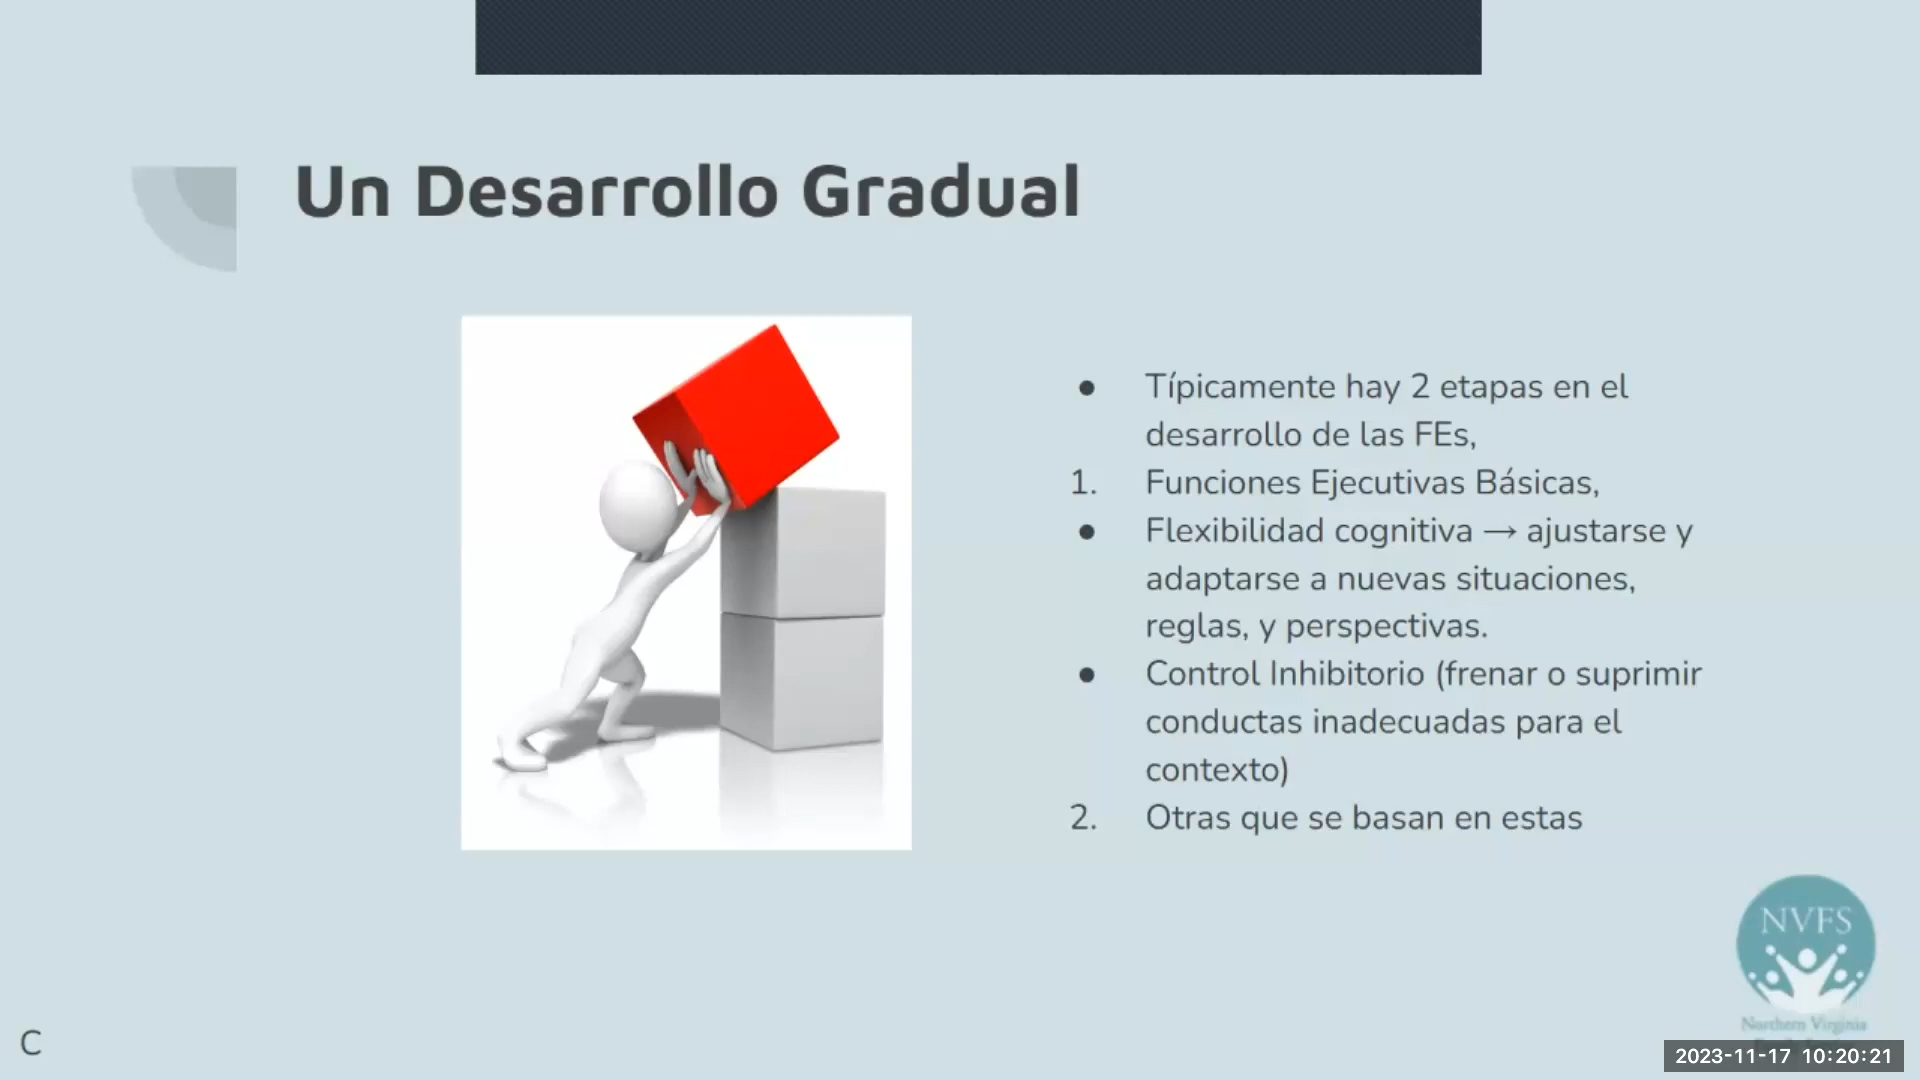 Un Desarrollo Gradual
● Típicamente hay 2 etapas en el
desarrollo de las FEs,
1. Funciones Ejecutivas Básicas,
● Flexibilidad cognitiva → ajustarse y
adaptarse a nuevas situaciones,
reglas, y perspectivas.
● Control Inhibitorio (frenar o suprimir
conductas inadecuadas para el
contexto)
2. Otras que se basan en estas
NVFS
Northern Virginia
C
2023-11-17 10:20:21